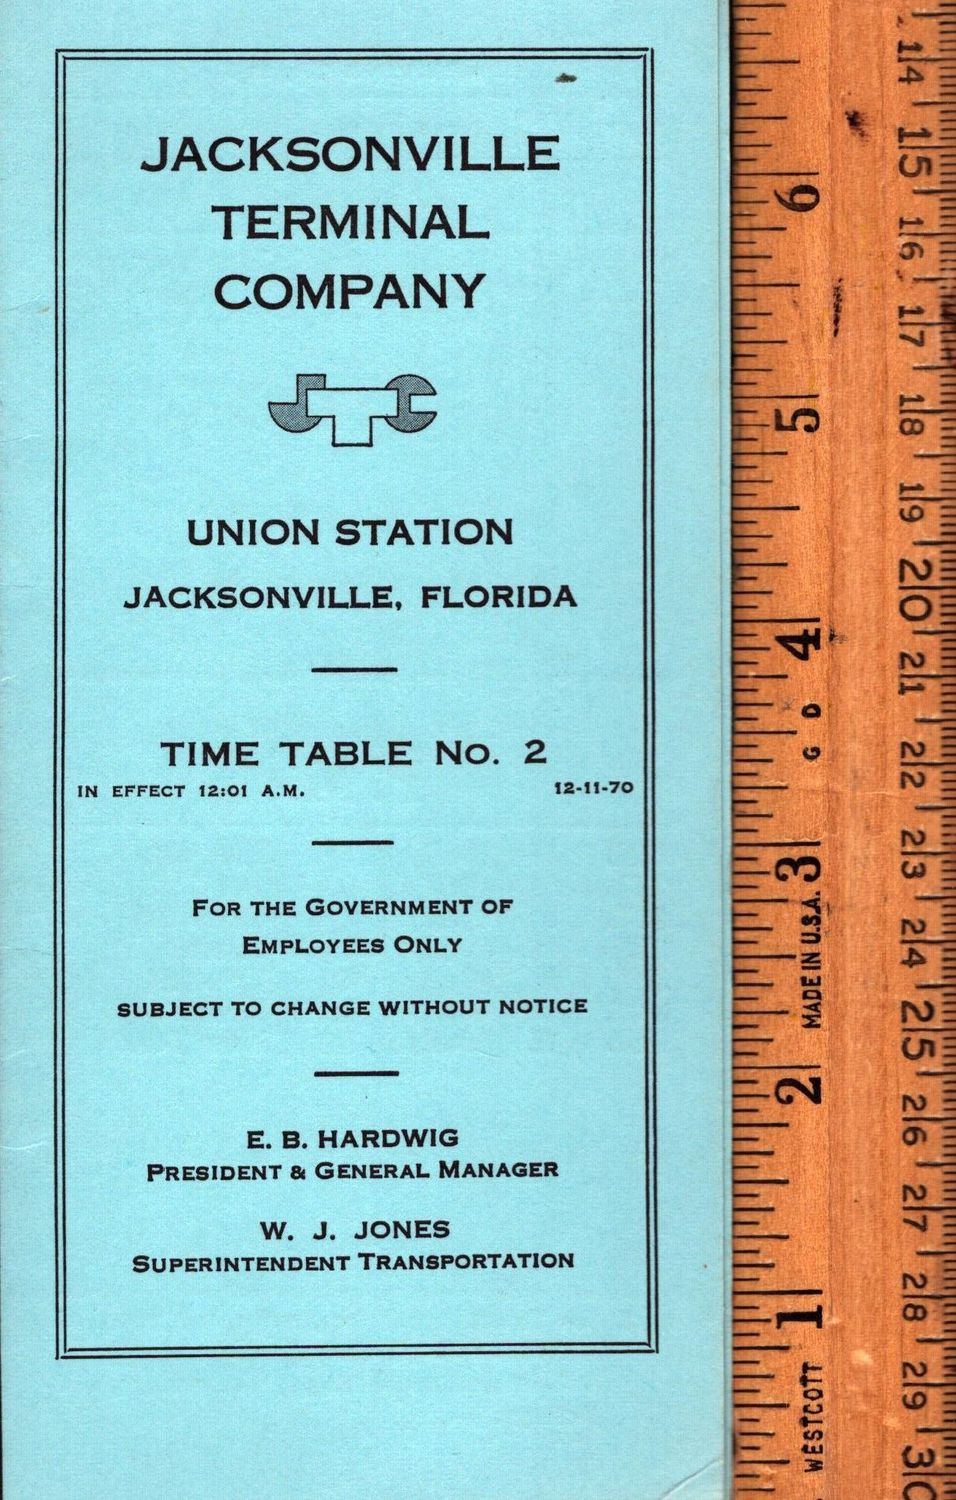 JACKSONVILLE
TERMINAL
COMPANY
JTC
UNION STATION
JACKSONVILLE, FLORIDA
TIME TABLE No. 2
IN EFFECT 12:01 A.M. 12-11-70
FOR THE GOVERNMENT OF
EMPLOYEES ONLY
SUBJECT TO CHANGE WITHOUT NOTICE
E. B. HARDWIG
PRESIDENT & GENERAL MANAGER
W. J. JONES
SUPERINTENDENT TRANSPORTATION
6
5
4
G D
3
MADE IN U.S.A.
2
1
WESTCOTT
14
15
16
17
18
19
20
21
22
23
24
25
26
27
28
29
30